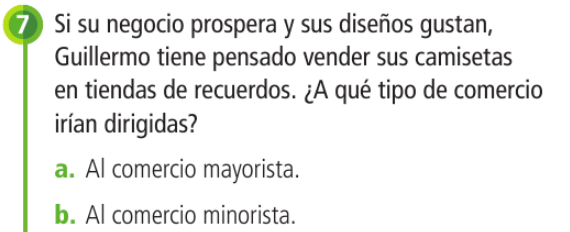 7 Si su negocio prospera y sus diseños gustan,
Guillermo tiene pensado vender sus camisetas
en tiendas de recuerdos. ¿A qué tipo de comercio
irían dirigidas?
a. Al comercio mayorista.
b. Al comercio minorista.